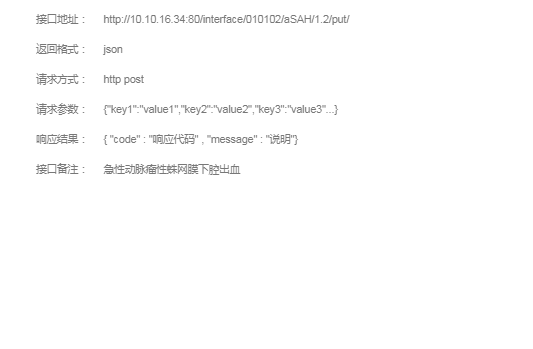 接口地址： http://10.10.16.34:80/interface/010102/aSAH/1.2/put/
返回格式： json
请求方式： http post
请求参数： {"key1":"value1","key2":"value2","key3":"value3"...}
响应结果： { "code" : "响应代码" , "message" : "说明"}
接口备注： 急性动脉瘤性蛛网膜下腔出血